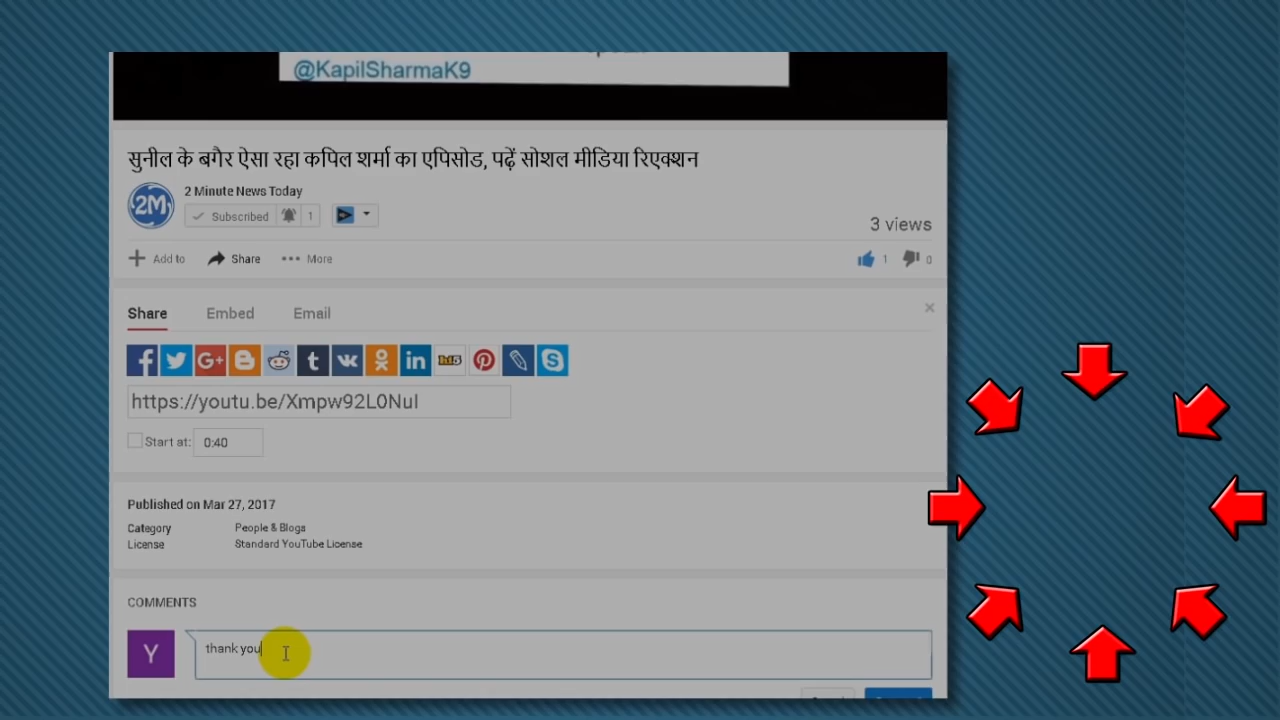 @KapilSharmaK9
सुनील के बगैर ऐसा रहा कपिल शर्मा का एपिसोड, पढ़ें सोशल मीडिया रिएक्शन
2M
2 Minute News Today
Subscribed 1
3 views
Add to Share More 1 0
Share Embed Email
https://youtu.be/Xmpw92L0NuI
Start at: 0:40
Published on Mar 27, 2017
Category People & Blogs
License Standard YouTube License
COMMENTS
Y thank you